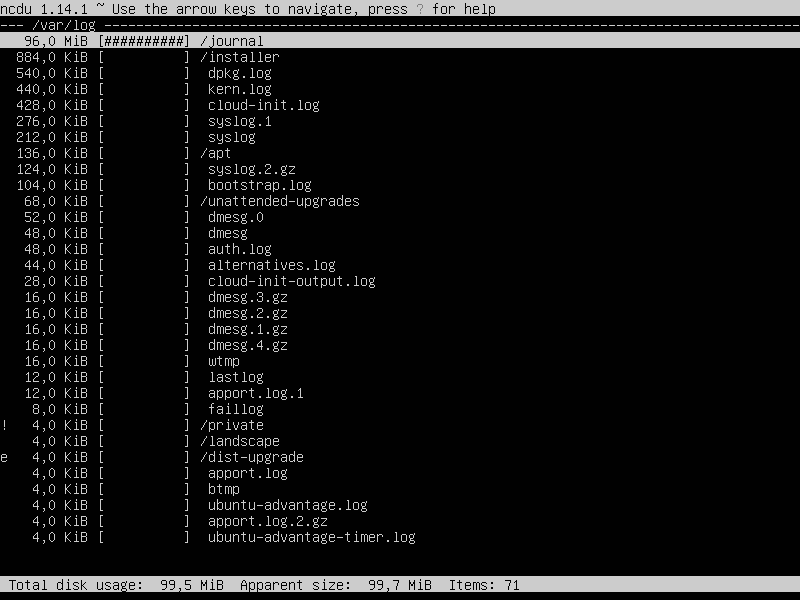 ncdu 1.14.1 ~ Use the arrow keys to navigate, press ? for help
--- /var/log ----------------------------------------------------------------------------------------
   96,0 MiB [##########] /journal
  884,0 KiB [          ] /installer
  540,0 KiB [          ]  dpkg.log
  440,0 KiB [          ]  kern.log
  428,0 KiB [          ]  cloud-init.log
  276,0 KiB [          ]  syslog.1
  212,0 KiB [          ]  syslog
  136,0 KiB [          ] /apt
  124,0 KiB [          ]  syslog.2.gz
  104,0 KiB [          ]  bootstrap.log
   68,0 KiB [          ] /unattended-upgrades
   52,0 KiB [          ]  dmesg.0
   48,0 KiB [          ]  dmesg
   48,0 KiB [          ]  auth.log
   44,0 KiB [          ]  alternatives.log
   28,0 KiB [          ]  cloud-init-output.log
   16,0 KiB [          ]  dmesg.3.gz
   16,0 KiB [          ]  dmesg.2.gz
   16,0 KiB [          ]  dmesg.1.gz
   16,0 KiB [          ]  dmesg.4.gz
   16,0 KiB [          ]  wtmp
   12,0 KiB [          ]  lastlog
   12,0 KiB [          ]  apport.log.1
    8,0 KiB [          ]  faillog
!   4,0 KiB [          ] /private
    4,0 KiB [          ] /landscape
e   4,0 KiB [          ] /dist-upgrade
    4,0 KiB [          ]  apport.log
    4,0 KiB [          ]  btmp
    4,0 KiB [          ]  ubuntu-advantage.log
    4,0 KiB [          ]  apport.log.2.gz
    4,0 KiB [          ]  ubuntu-advantage-timer.log
 Total disk usage:  99,5 MiB  Apparent size:  99,7 MiB  Items: 71